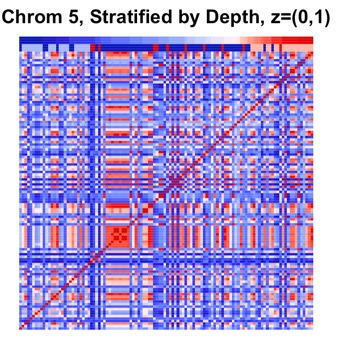 Chrom 5, Stratified by Depth, z=(0,1)